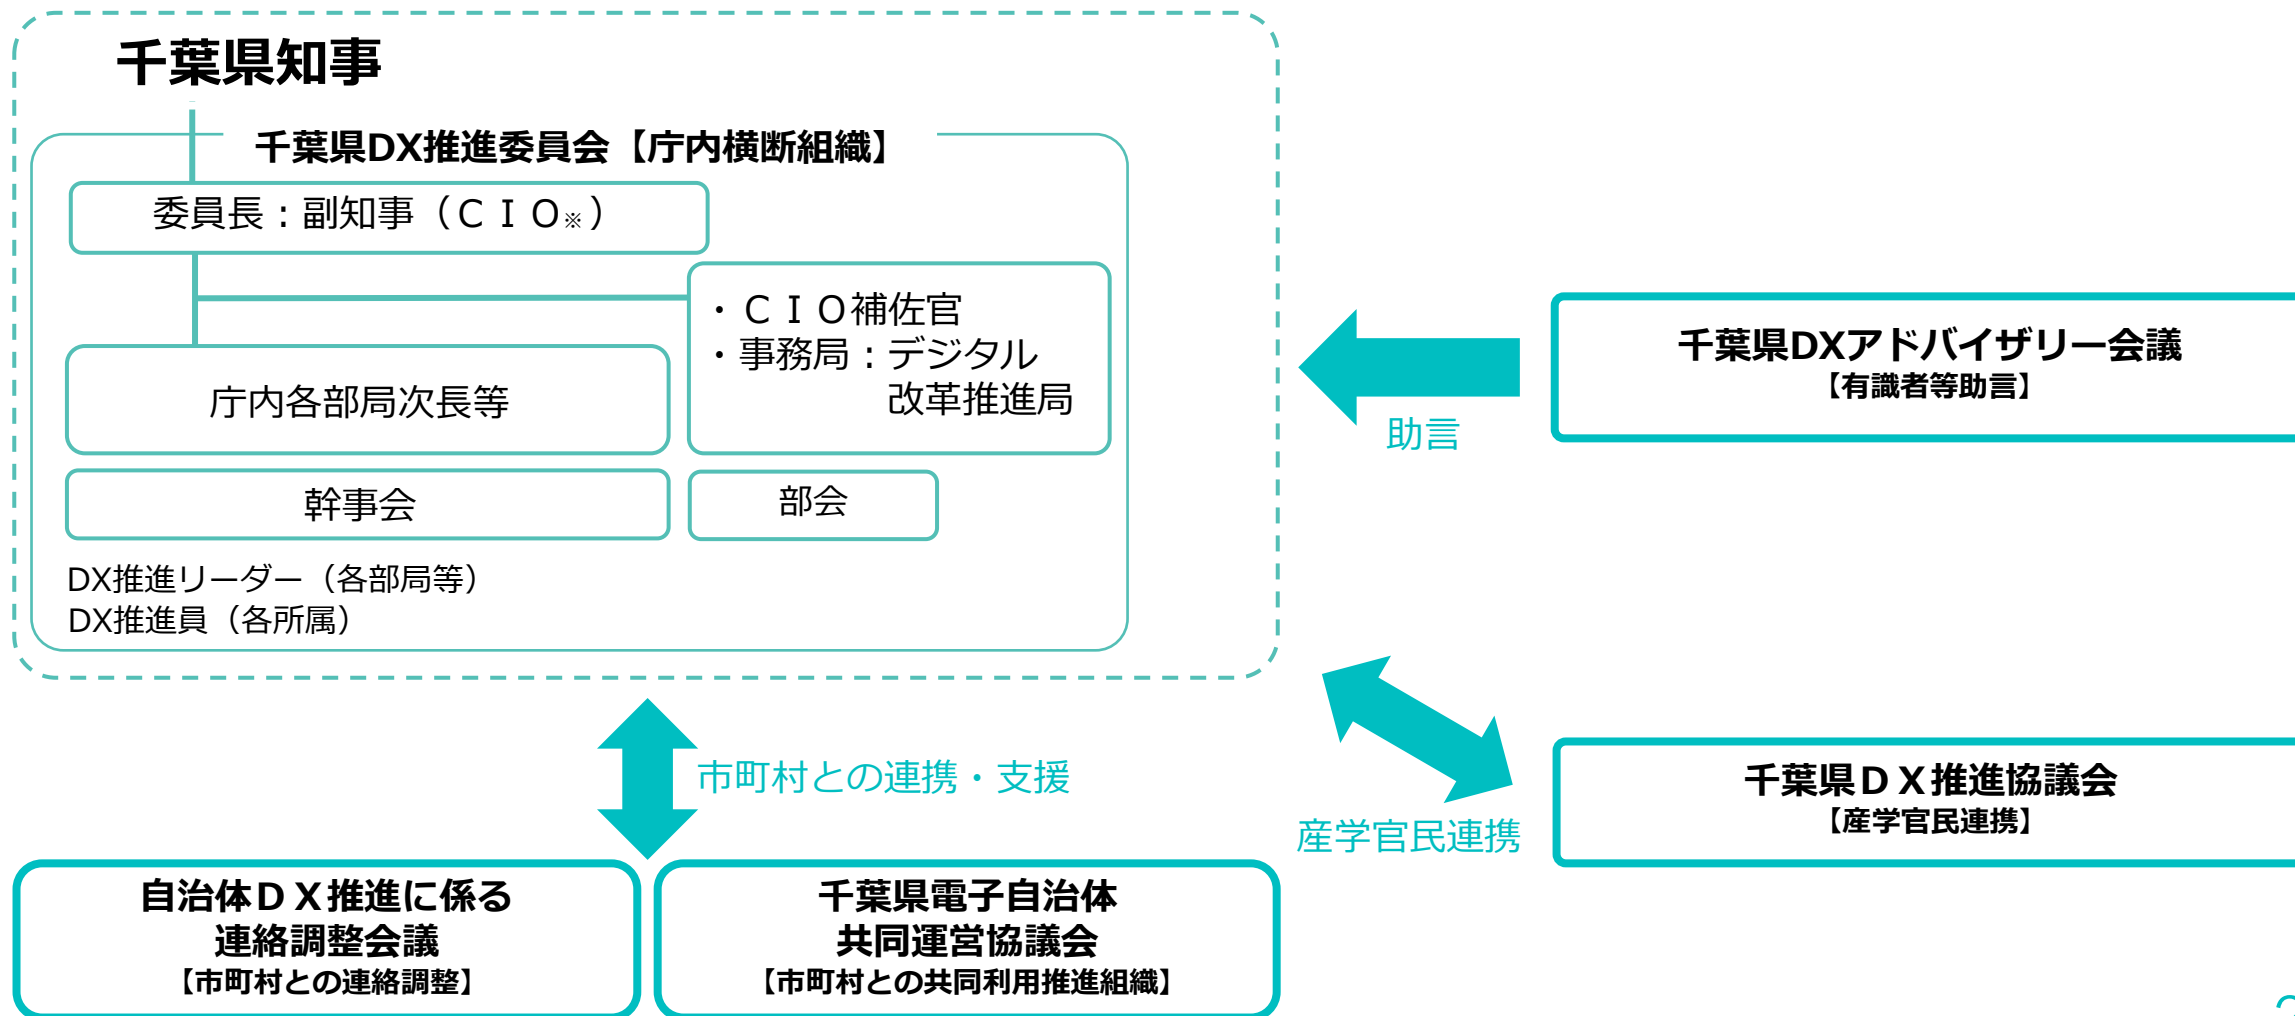 千葉県知事
千葉県DX推進委員会【庁内横断組織】
委員長：副知事（ＣＩＯ※）
・ＣＩＯ補佐官
・事務局：デジタル
改革推進局
庁内各部局次長等
幹事会
部会
DX推進リーダー（各部局等）
DX推進員（各所属）
千葉県DXアドバイザリー会議
【有識者等助言】
助言
市町村との連携・支援
産学官民連携
千葉県ＤＸ推進協議会
【産学官民連携】
自治体ＤＸ推進に係る
連絡調整会議
【市町村との連絡調整】
千葉県電子自治体
共同運営協議会
【市町村との共同利用推進組織】